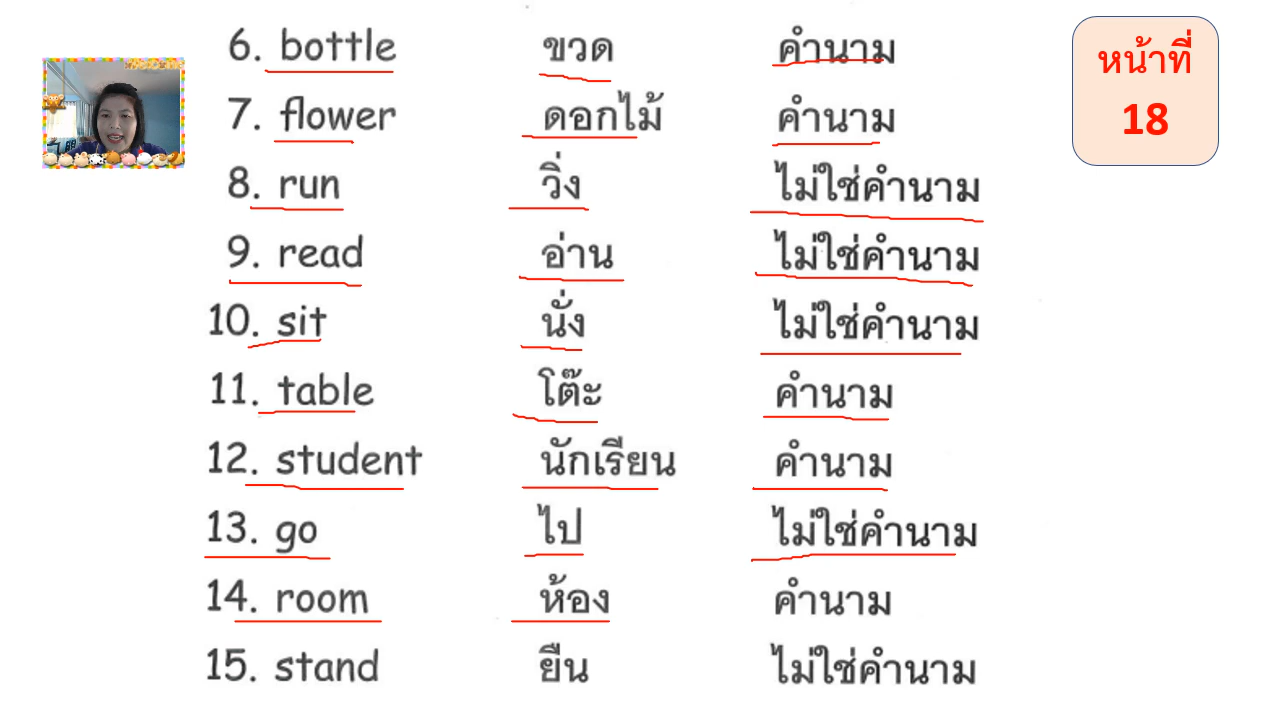 6. bottle ขวด คำนาม
7. flower ดอกไม้ คำนาม
8. run วิ่ง ไม่ใช่คำนาม
9. read อ่าน ไม่ใช่คำนาม
10. sit นั่ง ไม่ใช่คำนาม
11. table โต๊ะ คำนาม
12. student นักเรียน คำนาม
13. go ไป ไม่ใช่คำนาม
14. room ห้อง คำนาม
15. stand ยืน ไม่ใช่คำนาม
หน้าที่
18